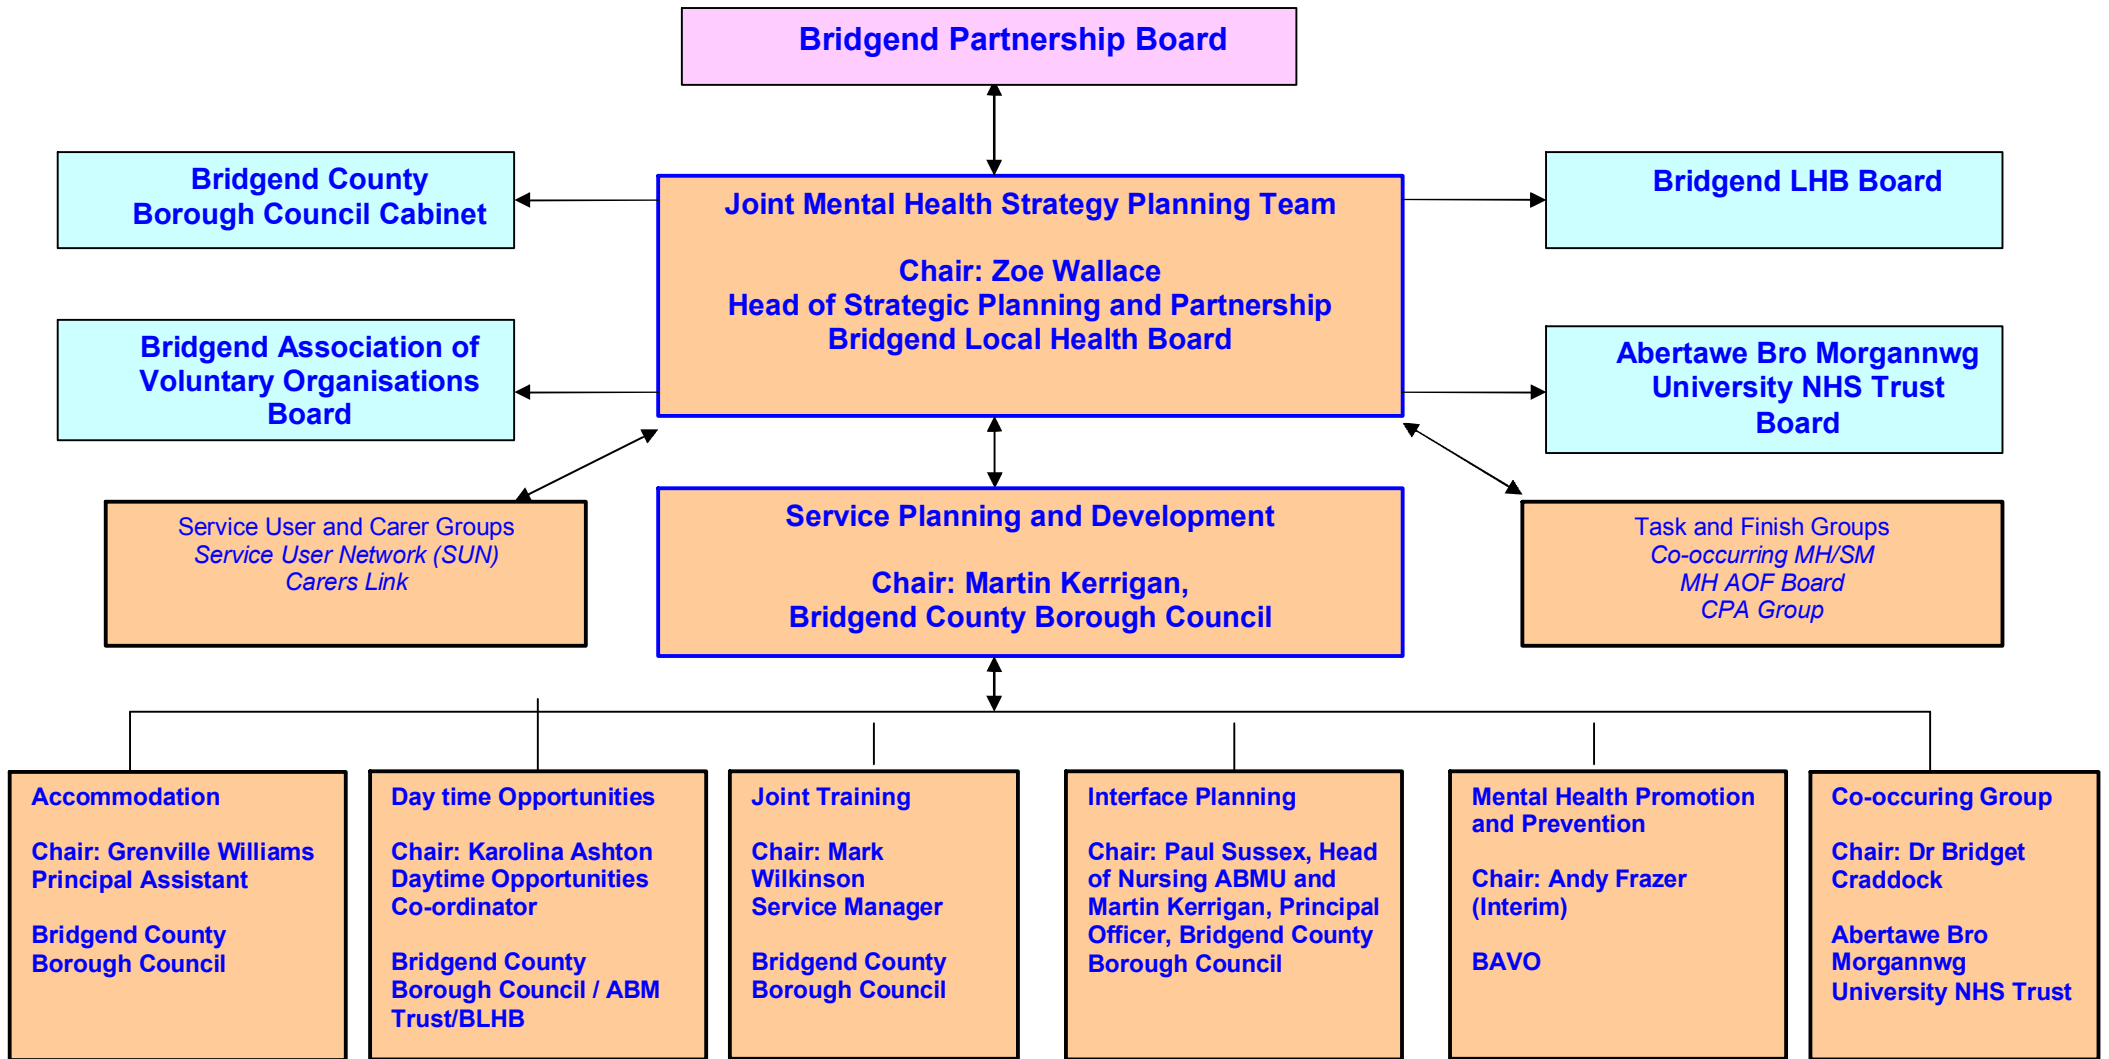 Bridgend Partnership Board
Bridgend County
Borough Council Cabinet
Bridgend LHB Board
Joint Mental Health Strategy Planning Team
Chair: Zoe Wallace
Head of Strategic Planning and Partnership
Bridgend Local Health Board
Bridgend Association of
Voluntary Organisations
Board
Abertawe Bro Morgannwg
University NHS Trust
Board
Service User and Carer Groups
Service User Network (SUN)
Carers Link
Service Planning and Development
Chair: Martin Kerrigan,
Bridgend County Borough Council
Task and Finish Groups
Co-occurring MH/SM
MH AOF Board
CPA Group
Accommodation
Chair: Grenville Williams
Principal Assistant
Bridgend County
Borough Council
Day time Opportunities
Chair: Karolina Ashton
Daytime Opportunities
Co-ordinator
Bridgend County
Borough Council / ABM
Trust/BLHB
Joint Training
Chair: Mark
Wilkinson
Service Manager
Bridgend County
Borough Council
Interface Planning
Chair: Paul Sussex, Head
of Nursing ABMU and
Martin Kerrigan, Principal
Officer, Bridgend County
Borough Council
Mental Health Promotion
and Prevention
Chair: Andy Frazer
(Interim)
BAVO
Co-occuring Group
Chair: Dr Bridget
Craddock
Abertawe Bro
Morgannwg
University NHS Trust